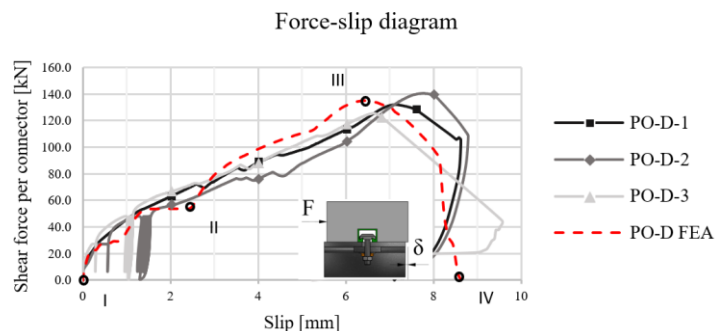 Force-slip diagram
Shear force per connector [kN]
160.0
140.0
120.0
100.0
80.0
60.0
40.0
20.0
0.0
I
II
III
IV
F
δ
0
2
4
6
8
10
Slip [mm]
PO-D-1
PO-D-2
PO-D-3
PO-D FEA